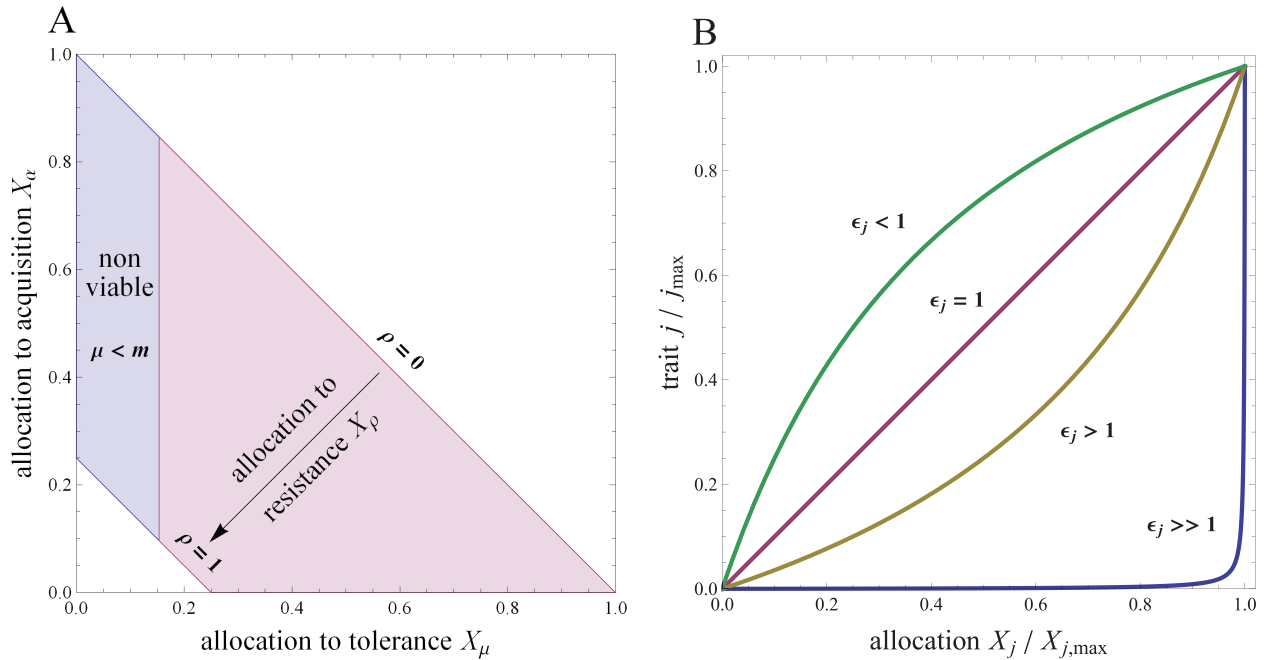 A
1.0
0.8
0.6
0.4
0.2
0.0
0.0
0.2
0.4
0.6
0.8
1.0
allocation to acquisition Xα
allocation to tolerance Xμ
non
viable
μ < m
ρ = 0
allocation to
resistance Xρ
ρ = 1
B
1.0
0.8
0.6
0.4
0.2
0.0
0.0
0.2
0.4
0.6
0.8
1.0
trait j / jmax
allocation Xj / Xj,max
ϵj < 1
ϵj = 1
ϵj > 1
ϵj >> 1